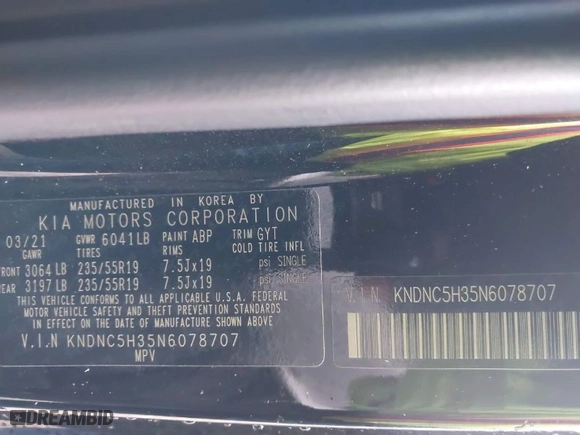 MANUFACTURED IN KOREA BY
KIA MOTORS CORPORATION
03/21 GVWR 6041LB PAINT ABP TRIM GYT
GAWR TIRES RIMS COLD TIRE INFL
FRONT 3064 LB 235/55R19 7.5Jx19 psi SINGLE
REAR 3197 LB 235/55R19 7.5Jx19 psi SINGLE
THIS VEHICLE CONFORMS TO ALL APPLICABLE U.S.A. FEDERAL
MOTOR VEHICLE SAFETY AND THEFT PREVENTION STANDARDS
IN EFFECT ON THE DATE OF MANUFACTURE SHOWN ABOVE
V.I.N KNDNC5H35N6078707
MPV
V.I.N KNDNC5H35N6078707
DREAMBID